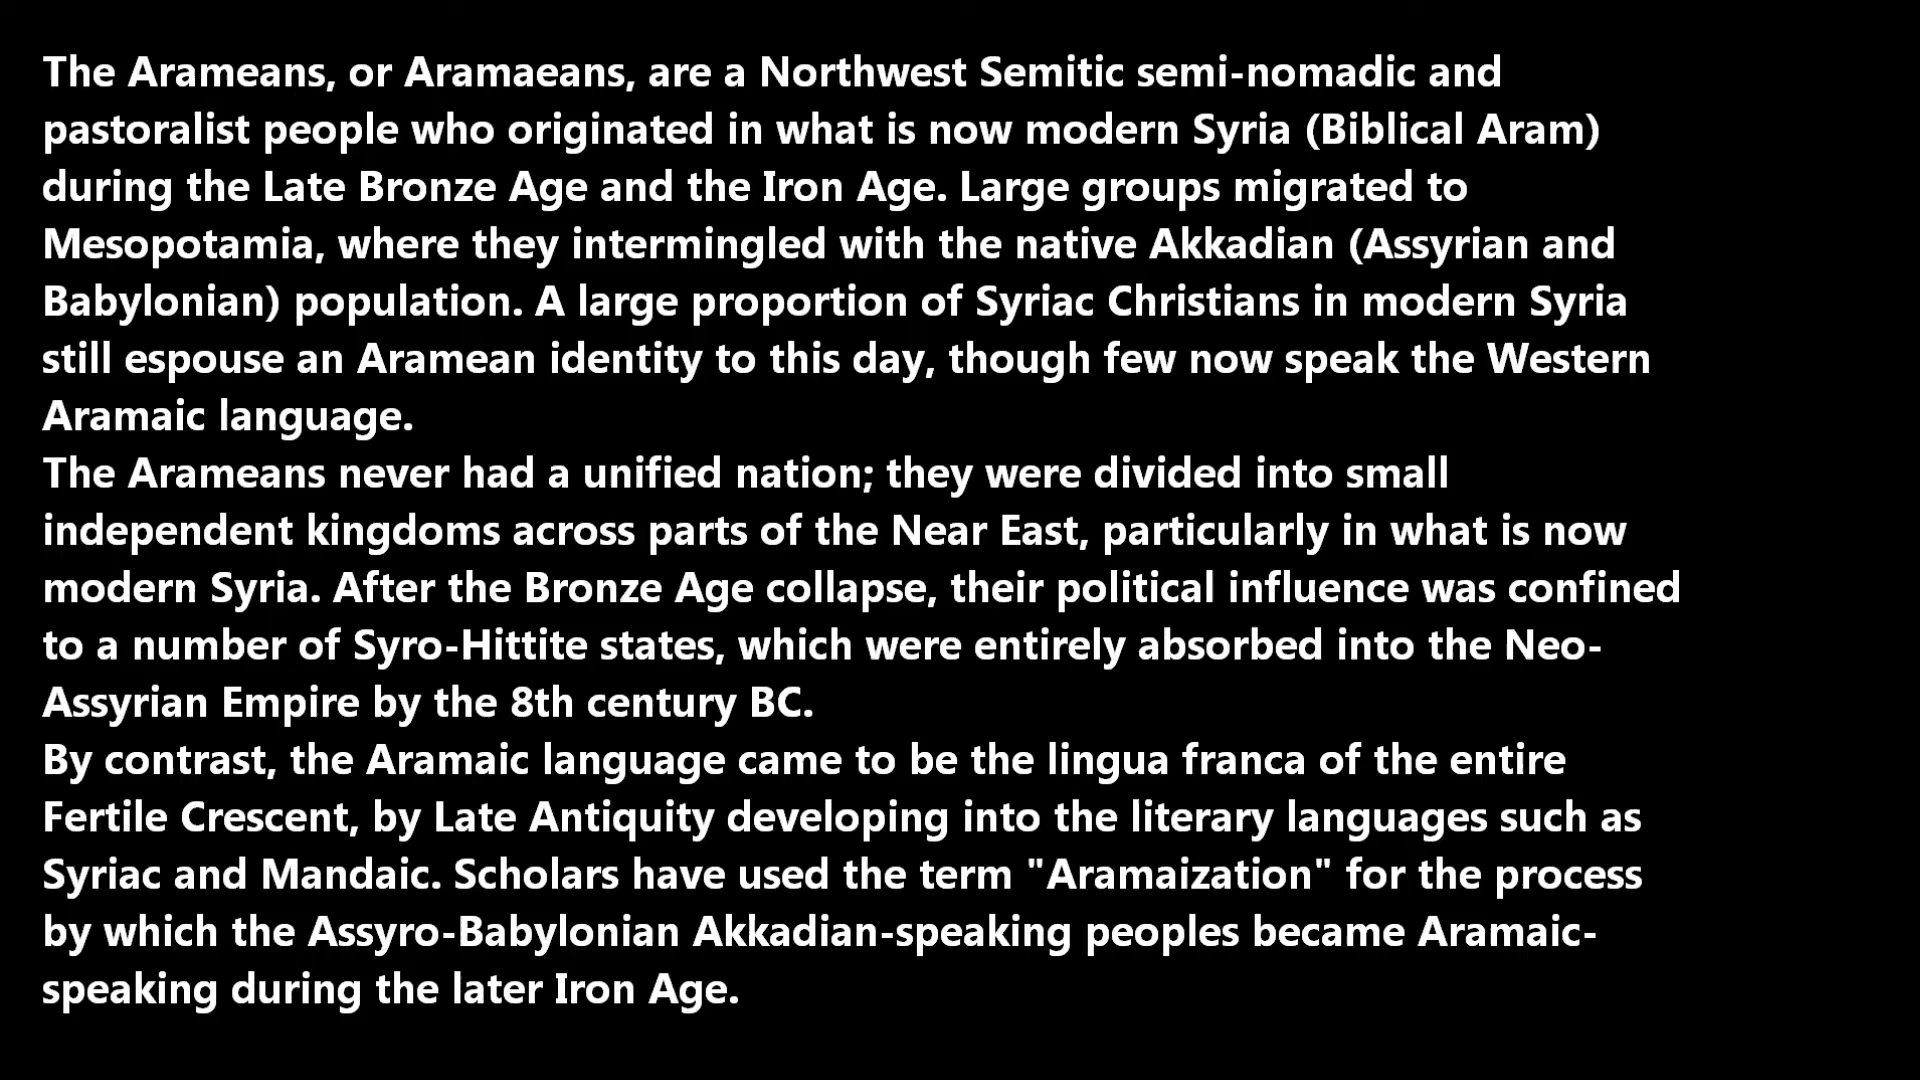 The Arameans, or Aramaeans, are a Northwest Semitic semi-nomadic and
pastoralist people who originated in what is now modern Syria (Biblical Aram)
during the Late Bronze Age and the Iron Age. Large groups migrated to
Mesopotamia, where they intermingled with the native Akkadian (Assyrian and
Babylonian) population. A large proportion of Syriac Christians in modern Syria
still espouse an Aramean identity to this day, though few now speak the Western
Aramaic language.
The Arameans never had a unified nation; they were divided into small
independent kingdoms across parts of the Near East, particularly in what is now
modern Syria. After the Bronze Age collapse, their political influence was confined
to a number of Syro-Hittite states, which were entirely absorbed into the Neo-
Assyrian Empire by the 8th century BC.
By contrast, the Aramaic language came to be the lingua franca of the entire
Fertile Crescent, by Late Antiquity developing into the literary languages such as
Syriac and Mandaic. Scholars have used the term "Aramaization" for the process
by which the Assyro-Babylonian Akkadian-speaking peoples became Aramaic-
speaking during the later Iron Age.